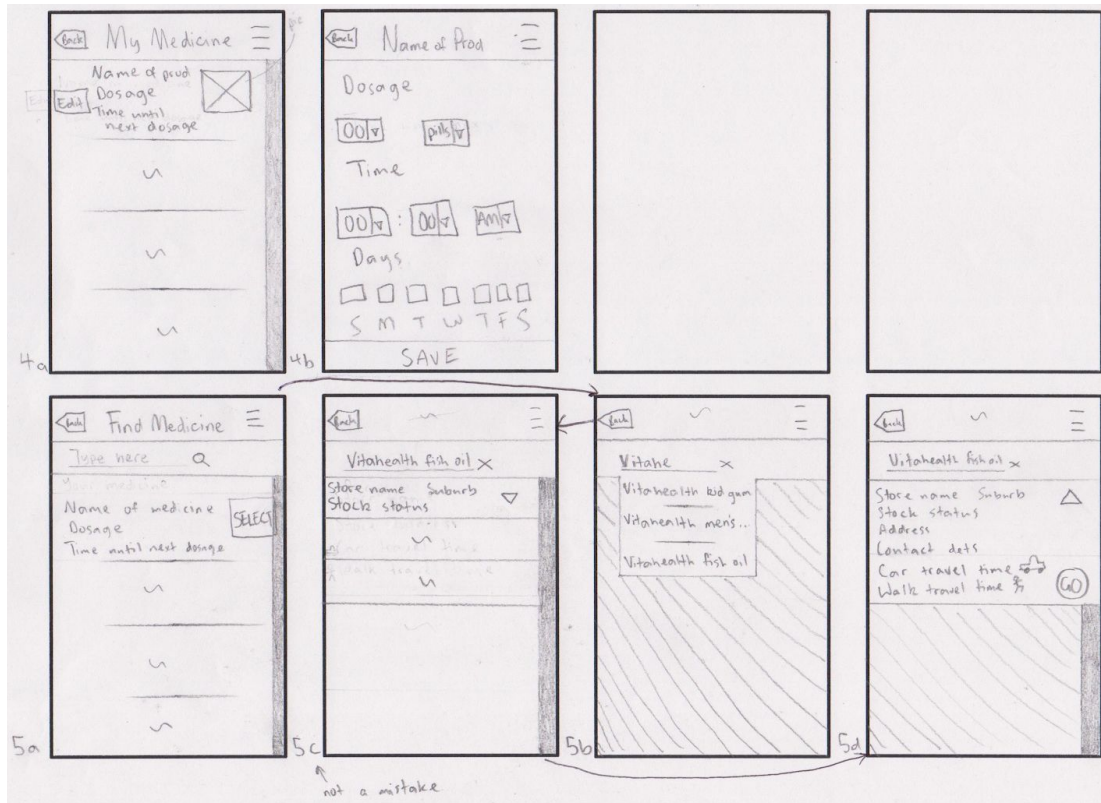 Back My Medicine
Name of prod
Edit Dosage
Time until
next dosage
4a
Back Name of Prod
Dosage
00 pills
Time
00 : 00 Am
Days
S M T W T F S
SAVE
4b
Back Find Medicine
Type here
Your medicine
Name of medicine
SELECT
Dosage
Time until next dosage
5a
Back
Vitahealth fish oil X
Store name Suburb
Stock status
5c
not a mistake
Back
Vitahe X
Vitahealth kid gum
Vitahealth men's...
Vitahealth fish oil
5b
Back
Vitahealth fish oil X
Store name Suburb
Stock status
Address
Contact dets
Car travel time
Walk travel time GO
5d